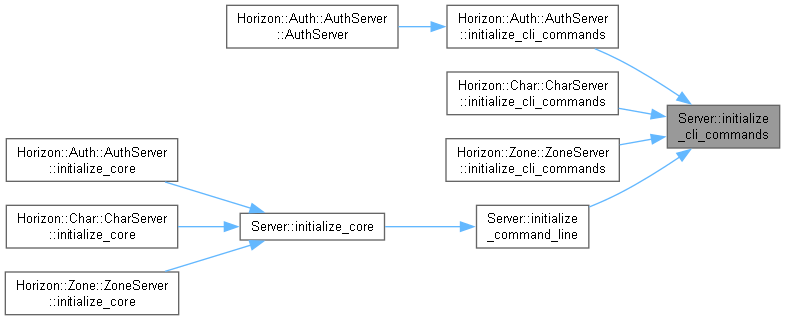 Horizon::Auth::AuthServer
::AuthServer
Horizon::Auth::AuthServer
::initialize_cli_commands
Horizon::Char::CharServer
::initialize_cli_commands
Server::initialize
_cli_commands
Horizon::Zone::ZoneServer
::initialize_cli_commands
Horizon::Auth::AuthServer
::initialize_core
Horizon::Char::CharServer
::initialize_core
Server::initialize_core
Server::initialize
_command_line
Horizon::Zone::ZoneServer
::initialize_core